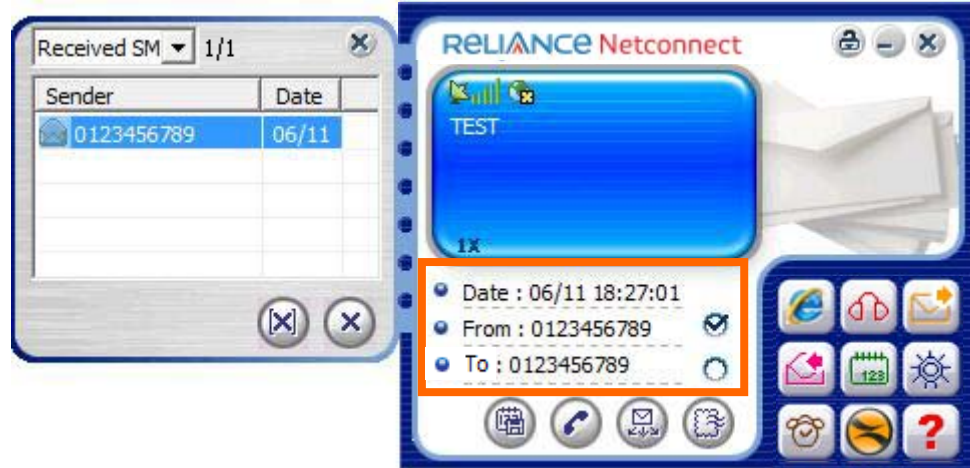 Received SM 1/1
Sender Date
0123456789 06/11
RELIANCE Netconnect
TEST
1X
Date : 06/11 18:27:01
From : 0123456789
To : 0123456789
123
?